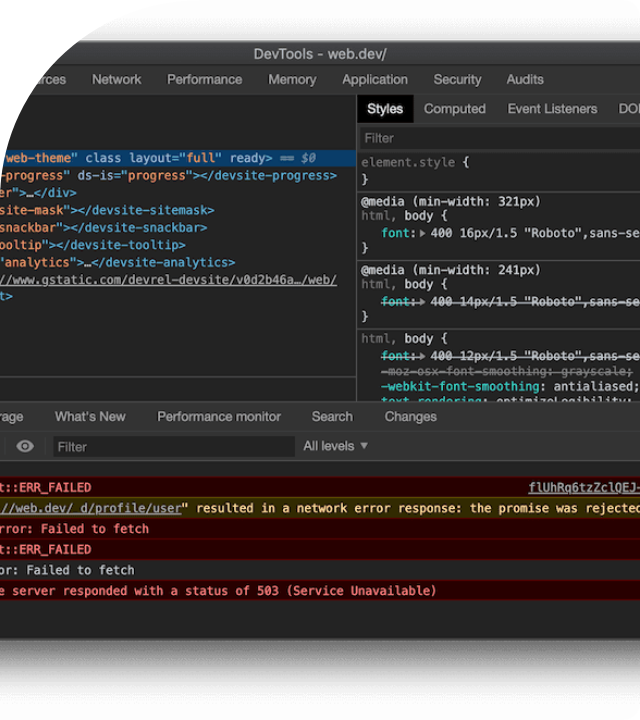 DevTools - web.dev/
Network Performance Memory Application Security Audits
Styles Computed Event Listeners
Filter
element.style {
}
web-theme" class layout="full" ready> == $0
-progress" ds-is="progress"></devsite-progress>
er">…</div>
site-mask"></devsite-sitemask>
snackbar"></devsite-snackbar>
ooltip"></devsite-tooltip>
"analytics">…</devsite-analytics>
//www.gstatic.com/devrel-devsite/v0d2b46a…/web/
t>
@media (min-width: 321px)
html, body {
font: 400 16px/1.5 "Roboto",sans-se
}
@media (min-width: 241px)
html, body {
font: 400 14px/1.5 "Roboto",sans-se
}
html, body {
font: 400 12px/1.5 "Roboto",sans-se
-moz-osx-font-smoothing: grayscale;
-webkit-font-smoothing: antialiased;
text-rendering: optimizeLegibility;
What's New Performance monitor Search Changes
Filter All levels ▼
t::ERR_FAILED flUhRq6tzZclQEJ-
//web.dev/_d/profile/user" resulted in a network error response: the promise was rejected
rror: Failed to fetch
t::ERR_FAILED
or: Failed to fetch
e server responded with a status of 503 (Service Unavailable)